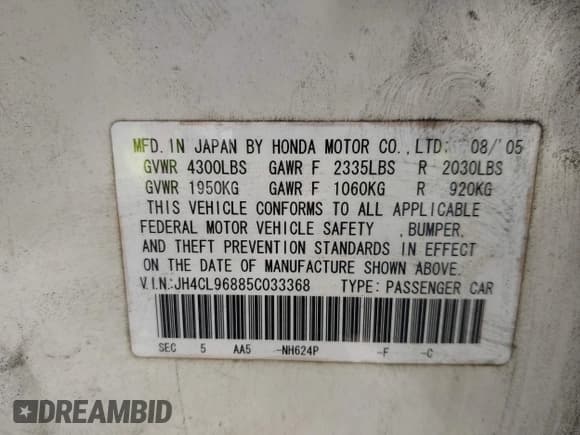 MFD. IN JAPAN BY HONDA MOTOR CO., LTD: 08/ 05
GVWR 4300LBS GAWR F 2335LBS R 2030LBS
GVWR 1950KG GAWR F 1060KG R 920KG
THIS VEHICLE CONFORMS TO ALL APPLICABLE
FEDERAL MOTOR VEHICLE SAFETY , BUMPER,
AND THEFT PREVENTION STANDARDS IN EFFECT
ON THE DATE OF MANUFACTURE SHOWN ABOVE.
V.I.N:JH4CL96885C033368 TYPE: PASSENGER CAR
SEC 5 AA5 -NH624P -F -C
DREAMBID